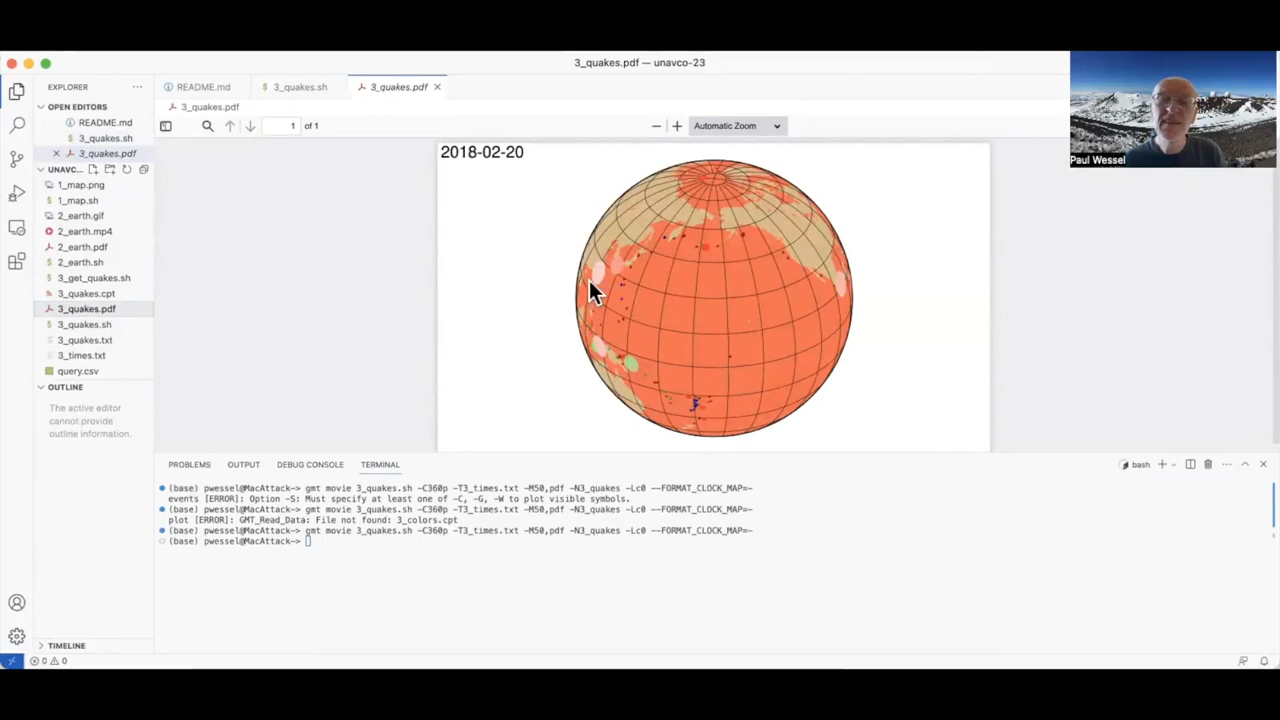 3_quakes.pdf — unavco-23
EXPLORER
README.md
3_quakes.sh
3_quakes.pdf
OPEN EDITORS
README.md
3_quakes.sh
3_quakes.pdf
UNAVC...
1_map.png
1_map.sh
2_earth.gif
2_earth.mp4
2_earth.pdf
2_earth.sh
3_get_quakes.sh
3_quakes.cpt
3_quakes.pdf
3_quakes.sh
3_quakes.txt
3_times.txt
query.csv
OUTLINE
The active editor
cannot provide
outline information.
TIMELINE
3_quakes.pdf
1 of 1
Automatic Zoom
2018-02-20
Paul Wessel
PROBLEMS OUTPUT DEBUG CONSOLE TERMINAL
bash
(base) pwessel@MacAttack-> gmt movie 3_quakes.sh -C360p -T3_times.txt -M50,pdf -N3_quakes -Lc0 --FORMAT_CLOCK_MAP=-
events [ERROR]: Option -S: Must specify at least one of -C, -G, -W to plot visible symbols.
(base) pwessel@MacAttack-> gmt movie 3_quakes.sh -C360p -T3_times.txt -M50,pdf -N3_quakes -Lc0 --FORMAT_CLOCK_MAP=-
plot [ERROR]: GMT_Read_Data: File not found: 3_colors.cpt
(base) pwessel@MacAttack-> gmt movie 3_quakes.sh -C360p -T3_times.txt -M50,pdf -N3_quakes -Lc0 --FORMAT_CLOCK_MAP=-
(base) pwessel@MacAttack->
0 0